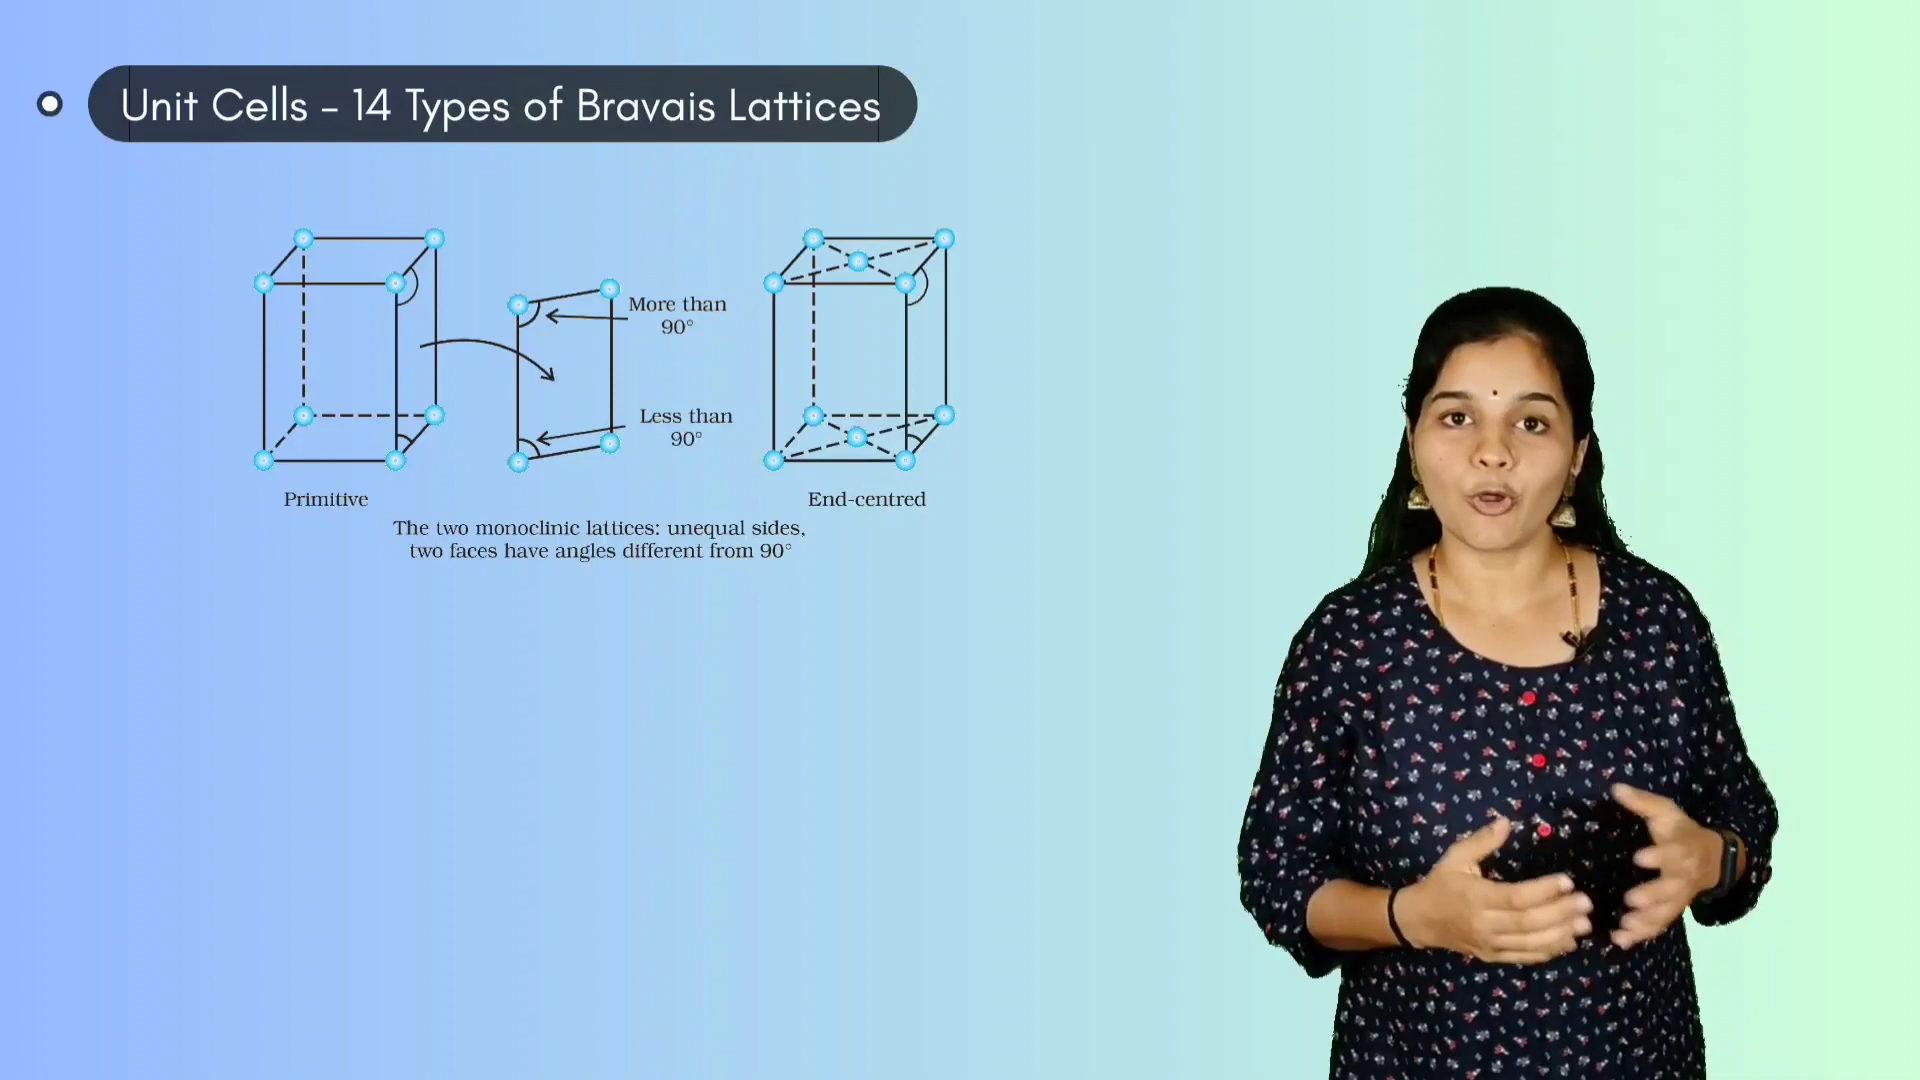 Unit Cells - 14 Types of Bravais Lattices
More than
90°
Less than
90°
Primitive
End-centred
The two monoclinic lattices: unequal sides,
two faces have angles different from 90°